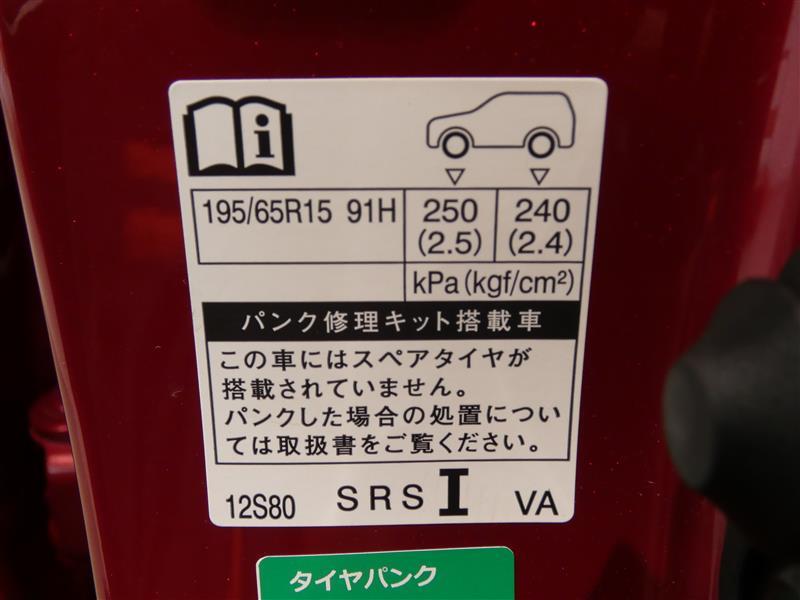 i
195/65R15 91H 250 (2.5) 240 (2.4)
kPa(kgf/cm²)
パンク修理キット搭載車
この車にはスペアタイヤが
搭載されていません。
パンクした場合の処置につい
ては取扱書をご覧ください。
12S80 SRS I VA
タイヤパンク